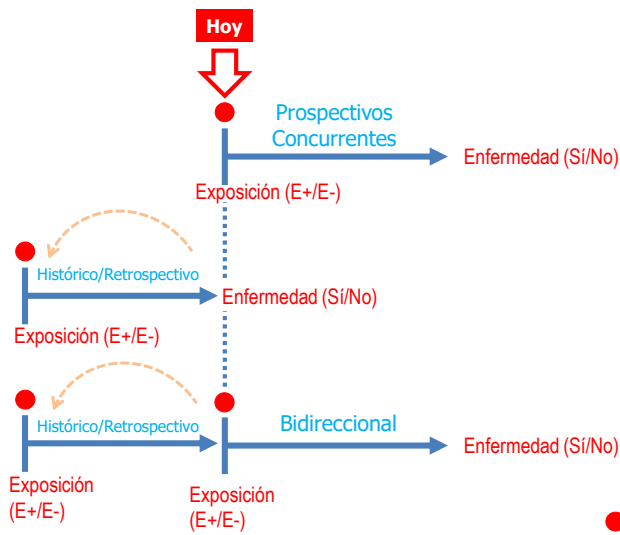 Hoy
Prospectivos
Concurrentes
Enfermedad (Sí/No)
Exposición (E+/E-)
Histórico/Retrospectivo
Enfermedad (Sí/No)
Exposición (E+/E-)
Histórico/Retrospectivo
Bidireccional
Enfermedad (Sí/No)
Exposición
(E+/E-)
Exposición
(E+/E-)